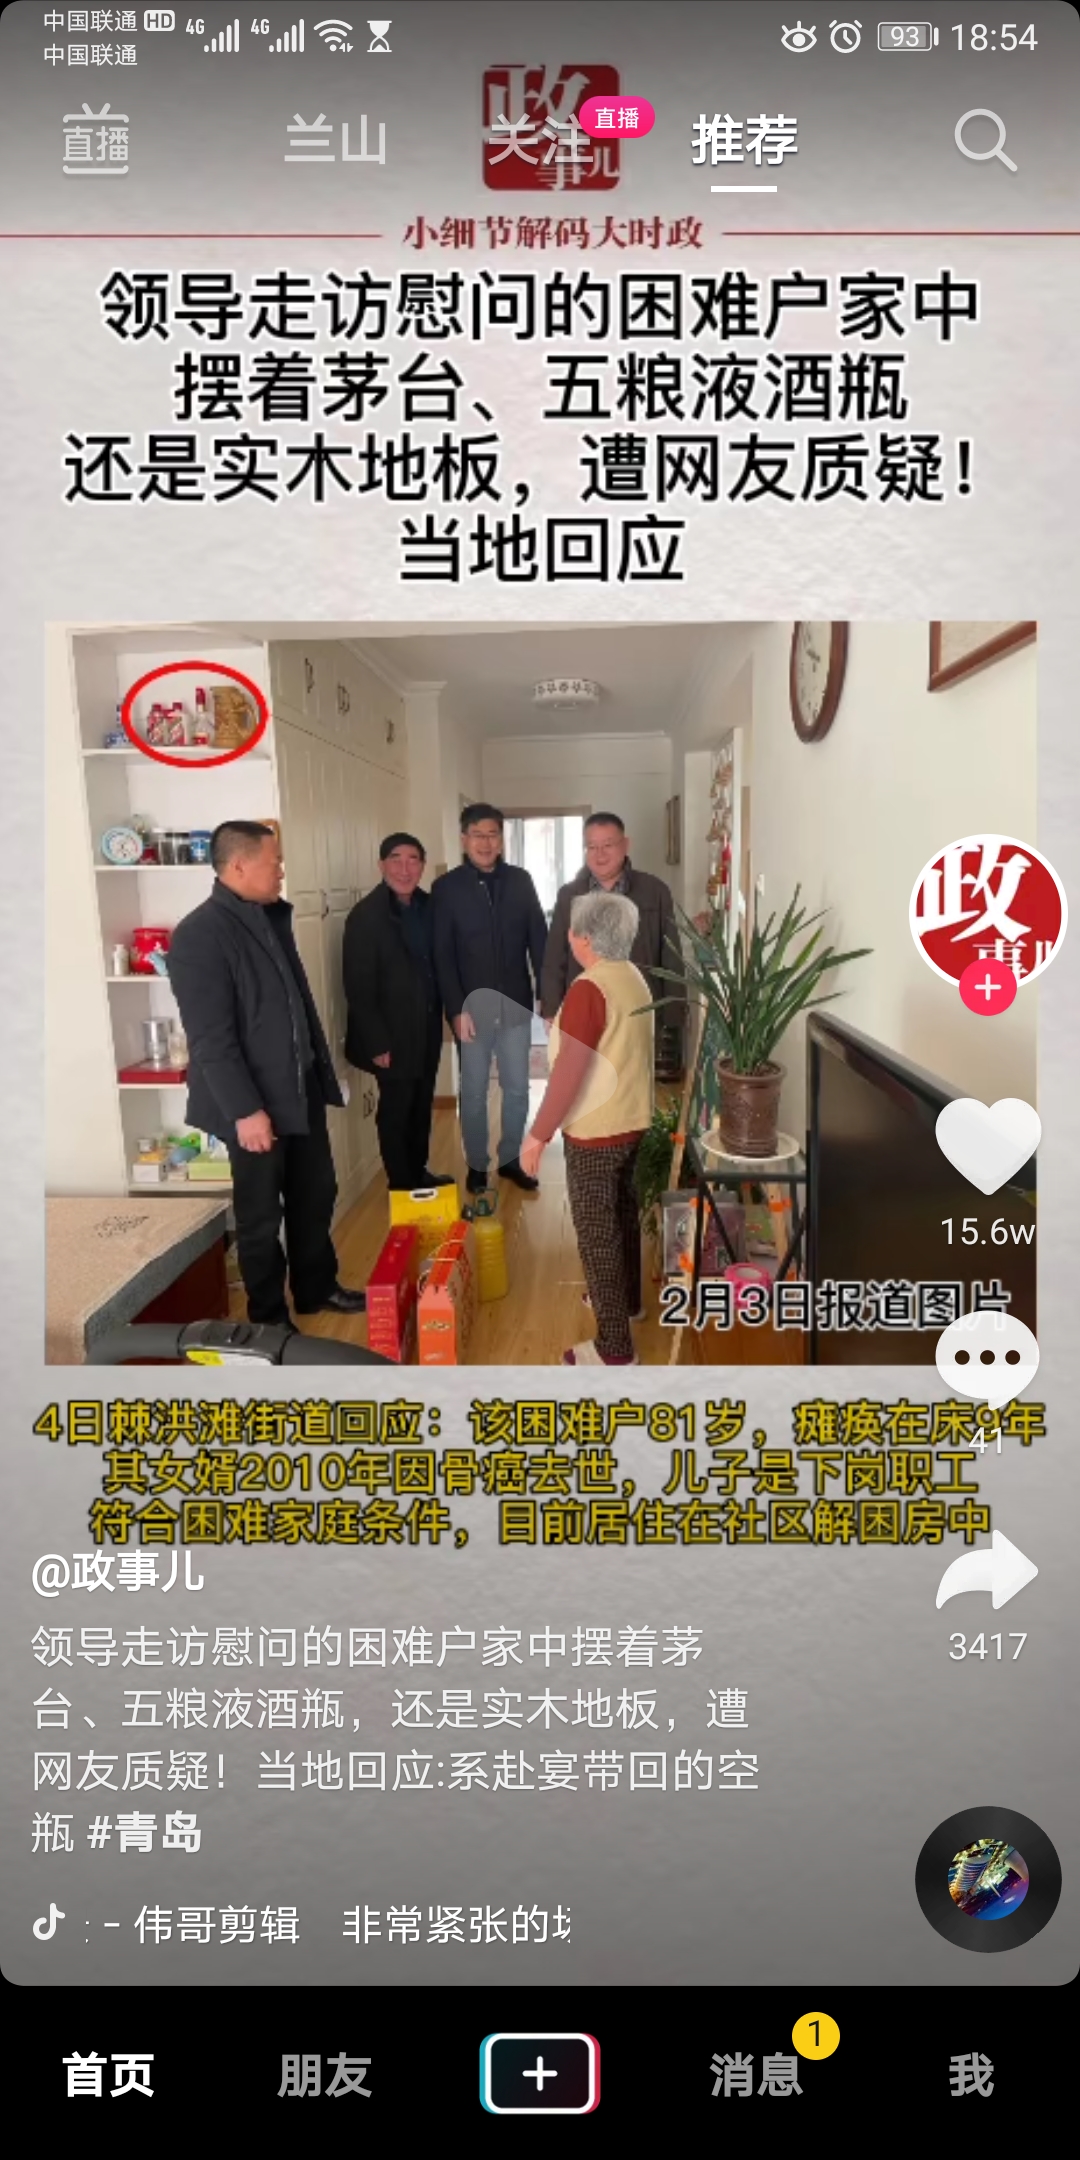 中国联通 HD 4G 4G 93 18:54
中国联通
直播 兰山 关注 直播 推荐
政
事儿
小细节解码大时政
领导走访慰问的困难户家中
摆着茅台、五粮液酒瓶
还是实木地板，遭网友质疑！
当地回应
政
事儿
15.6w
2月3日报道图片
4日棘洪滩街道回应：该困难户81岁，瘫痪在床9年
41
其女婿2010年因骨癌去世，儿子是下岗职工
符合困难家庭条件，目前居住在社区解困房中
@政事儿
领导走访慰问的困难户家中摆着茅
3417
台、五粮液酒瓶，还是实木地板，遭
网友质疑！当地回应:系赴宴带回的空
瓶 #青岛
- 伟哥剪辑 非常紧张的
首页 朋友 消息 1 我